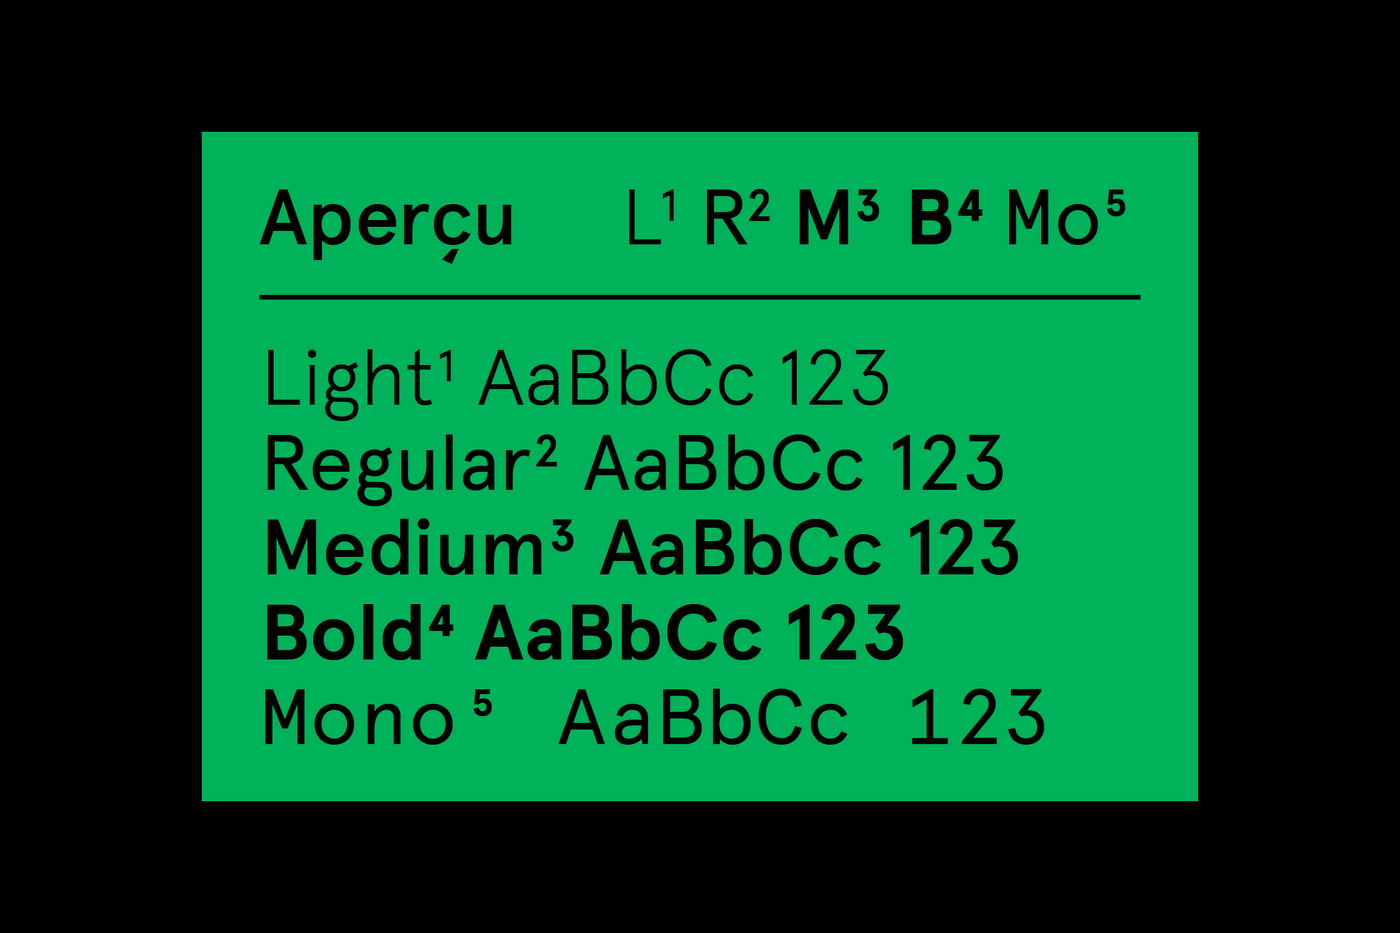 Aperçu L¹ R² M³ B⁴ Mo⁵
Light¹ AaBbCc 123
Regular² AaBbCc 123
Medium³ AaBbCc 123
Bold⁴ AaBbCc 123
Mono⁵ AaBbCc 123